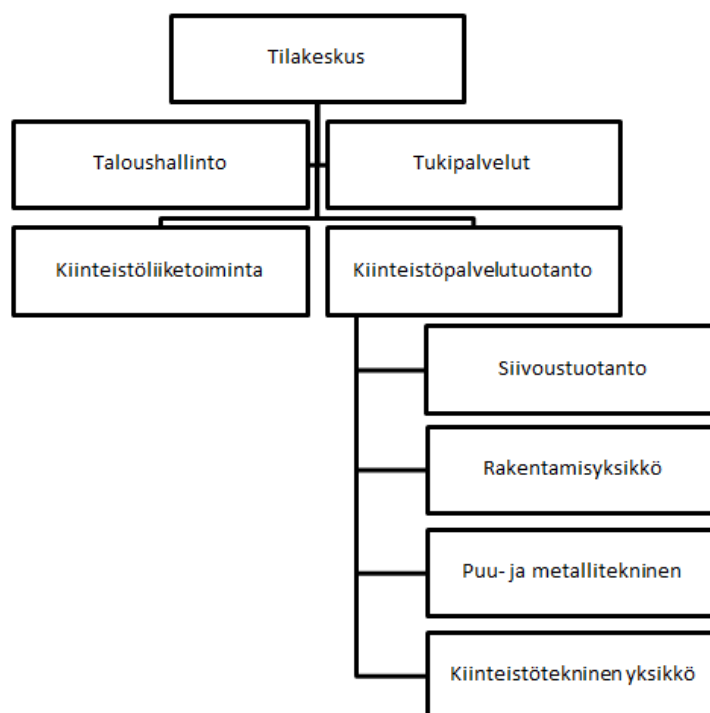 Tilakeskus
Taloushallinto
Tukipalvelut
Kiinteistöliiketoiminta
Kiinteistöpalvelutuotanto
Siivoustuotanto
Rakentamisyksikkö
Puu- ja metallitekninen
Kiinteistötekninen yksikkö